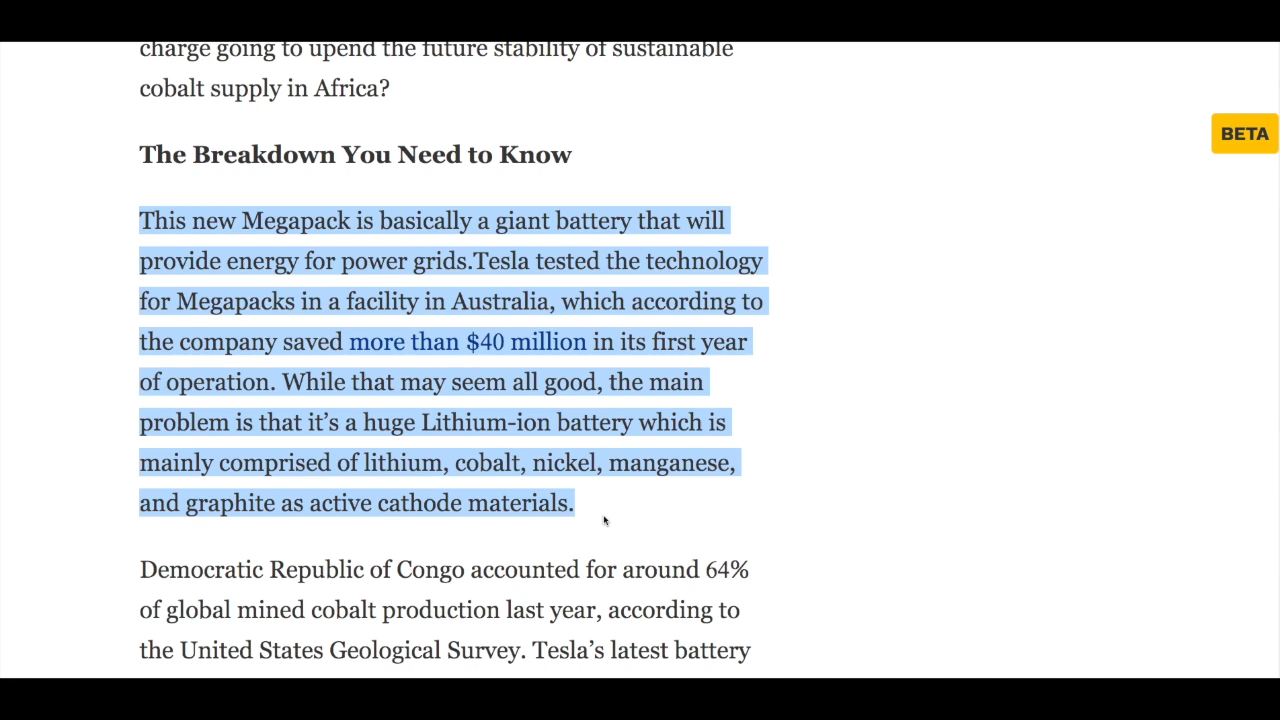 charge going to upend the future stability of sustainable
cobalt supply in Africa?
BETA
The Breakdown You Need to Know
This new Megapack is basically a giant battery that will
provide energy for power grids.Tesla tested the technology
for Megapacks in a facility in Australia, which according to
the company saved more than $40 million in its first year
of operation. While that may seem all good, the main
problem is that it’s a huge Lithium-ion battery which is
mainly comprised of lithium, cobalt, nickel, manganese,
and graphite as active cathode materials.
Democratic Republic of Congo accounted for around 64%
of global mined cobalt production last year, according to
the United States Geological Survey. Tesla’s latest battery